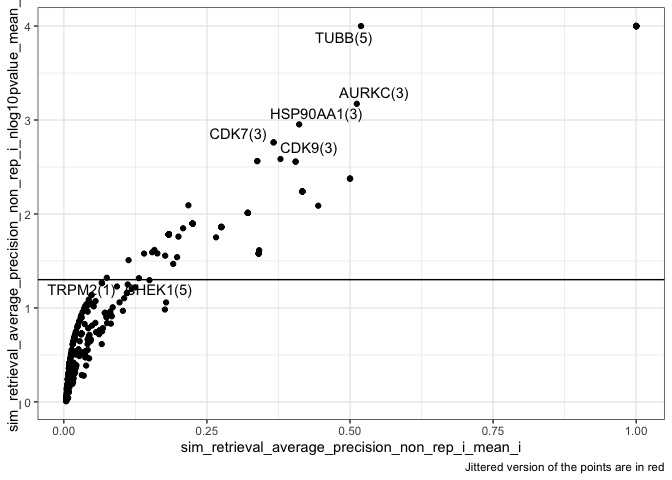 sim_retrieval_average_precision_non_rep_i_nlog10pvalue_mean_
4
3
2
1
0
TUBB(5)
AURKC(3)
HSP90AA1(3)
CDK7(3)
CDK9(3)
TRPM2(1)
CHEK1(5)
0.00 0.25 0.50 0.75 1.00
sim_retrieval_average_precision_non_rep_i_mean_i
Jittered version of the points are in red